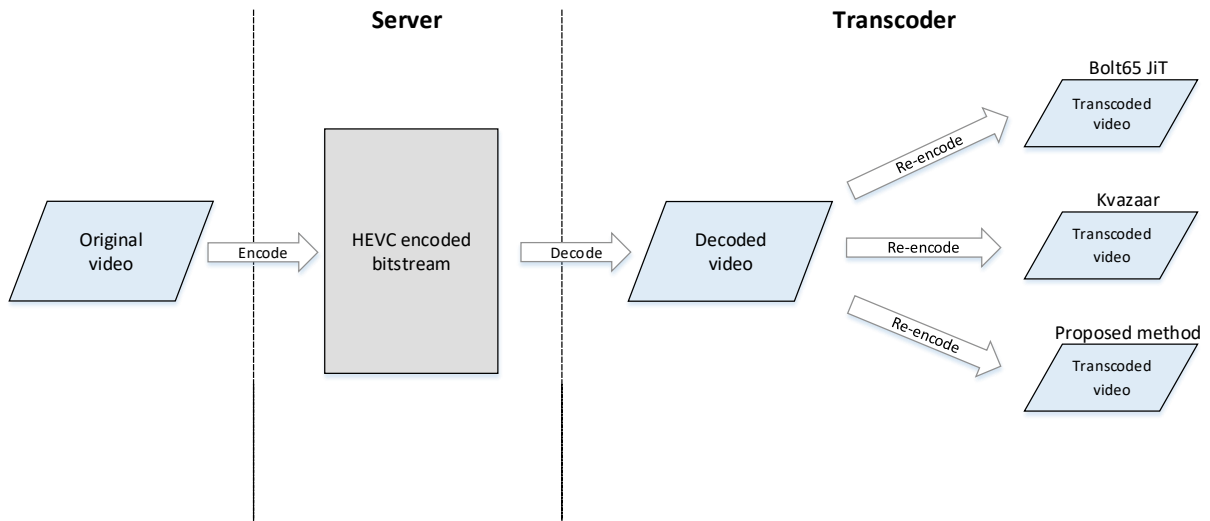 Server
Transcoder
Original
video
Encode
HEVC encoded
bitstream
Decode
Decoded
video
Re-encode
Bolt65 JiT
Transcoded
video
Re-encode
Kvazaar
Transcoded
video
Re-encode
Proposed method
Transcoded
video